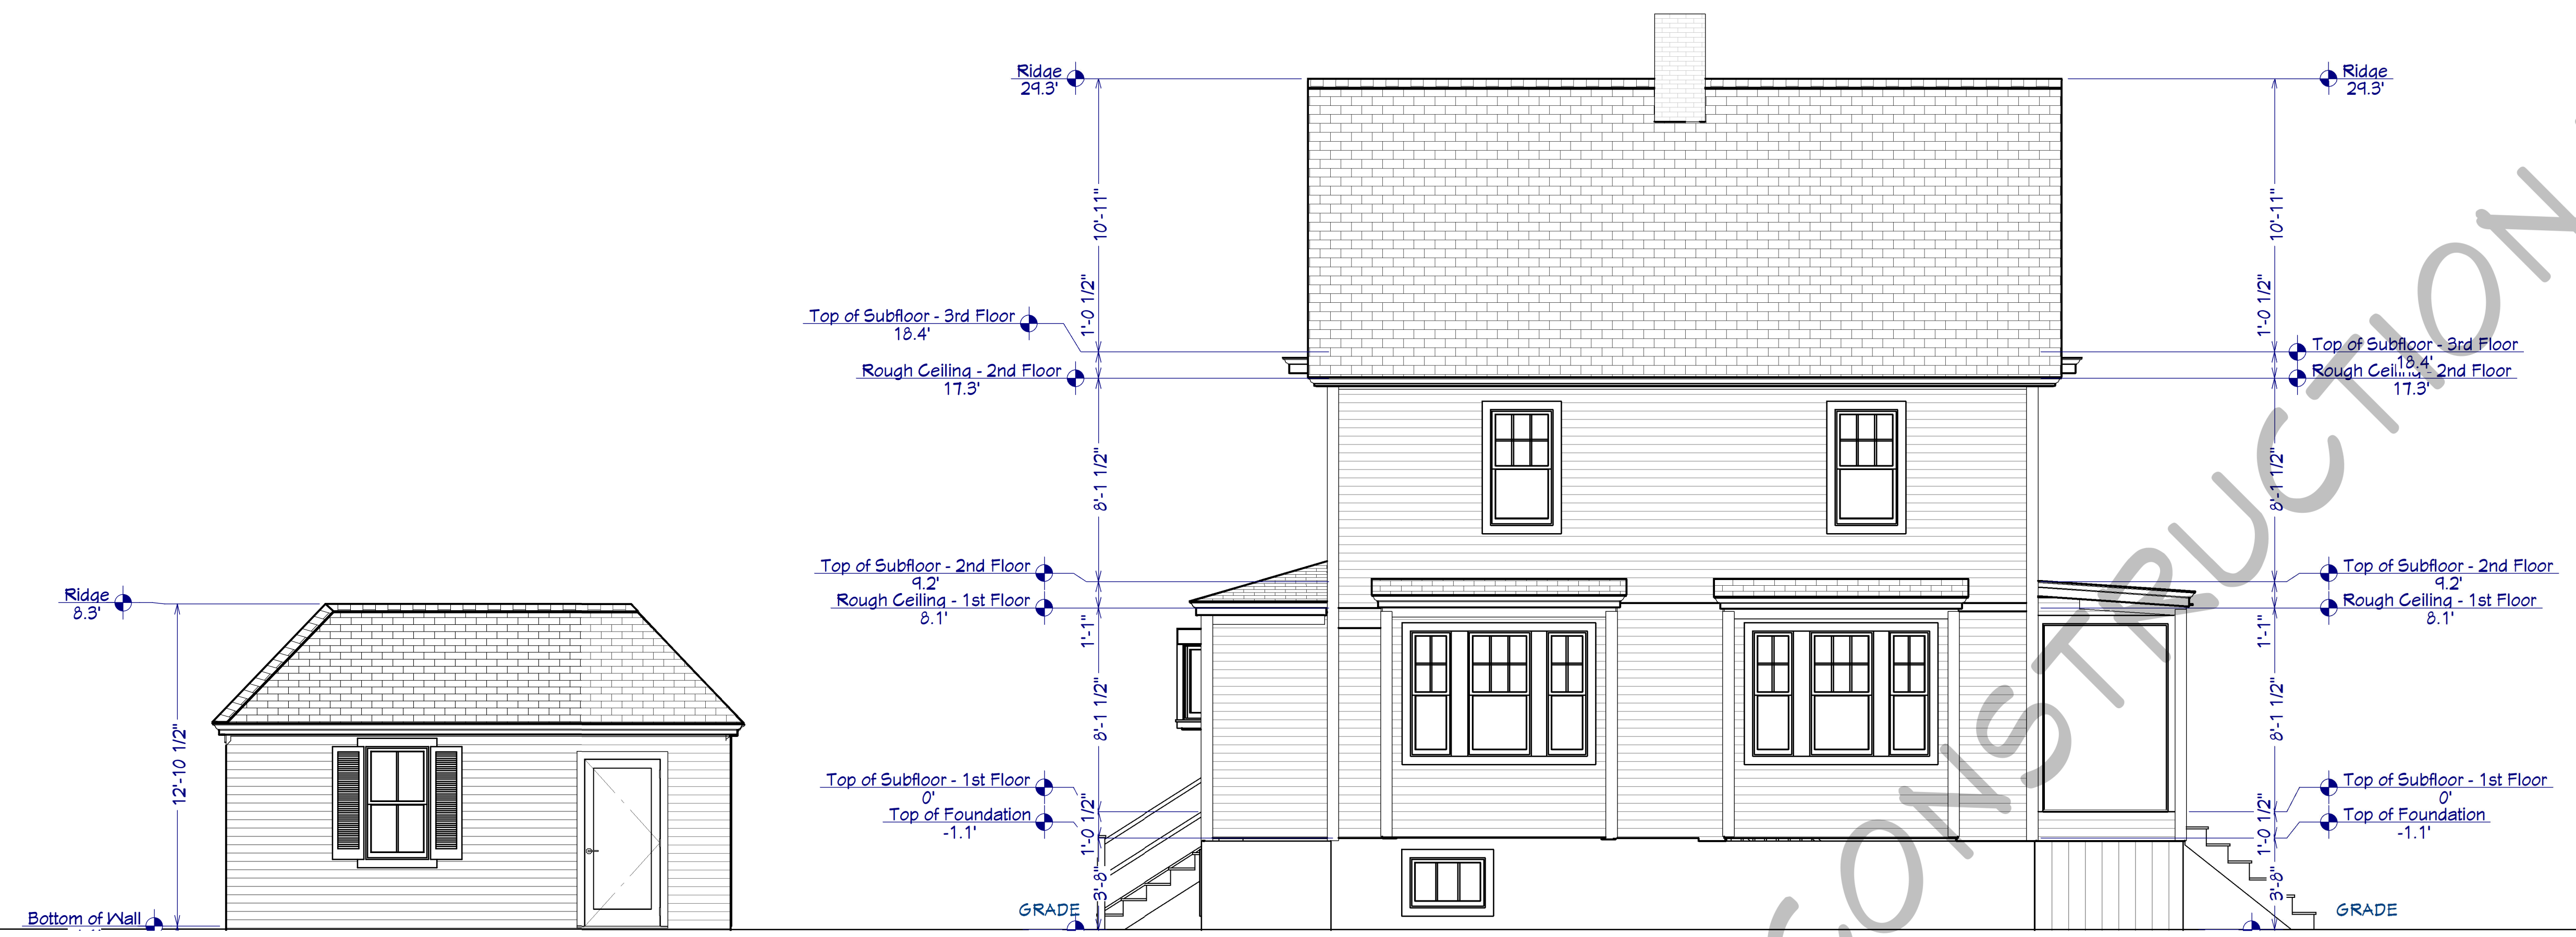 Ridge
29.3'
Ridge
29.3'
10'-11"
10'-11"
1'-0 1/2"
1'-0 1/2"
Top of Subfloor - 3rd Floor
18.4'
Top of Subfloor - 3rd Floor
18.4'
Rough Ceiling - 2nd Floor
17.3'
Rough Ceiling - 2nd Floor
17.3'
8'-1 1/2"
8'-1 1/2"
Top of Subfloor - 2nd Floor
9.2'
Top of Subfloor - 2nd Floor
9.2'
Ridge
8.3'
Rough Ceiling - 1st Floor
8.1'
Rough Ceiling - 1st Floor
8.1'
1'-1"
1'-1"
12'-10 1/2"
8'-1 1/2"
8'-1 1/2"
Top of Subfloor - 1st Floor
0'
Top of Subfloor - 1st Floor
0'
Top of Foundation
-1.1'
Top of Foundation
-1.1'
1'-0 1/2"
1'-0 1/2"
3'-8"
3'-8"
Bottom of Wall
GRADE
GRADE
CONSTRUCTION